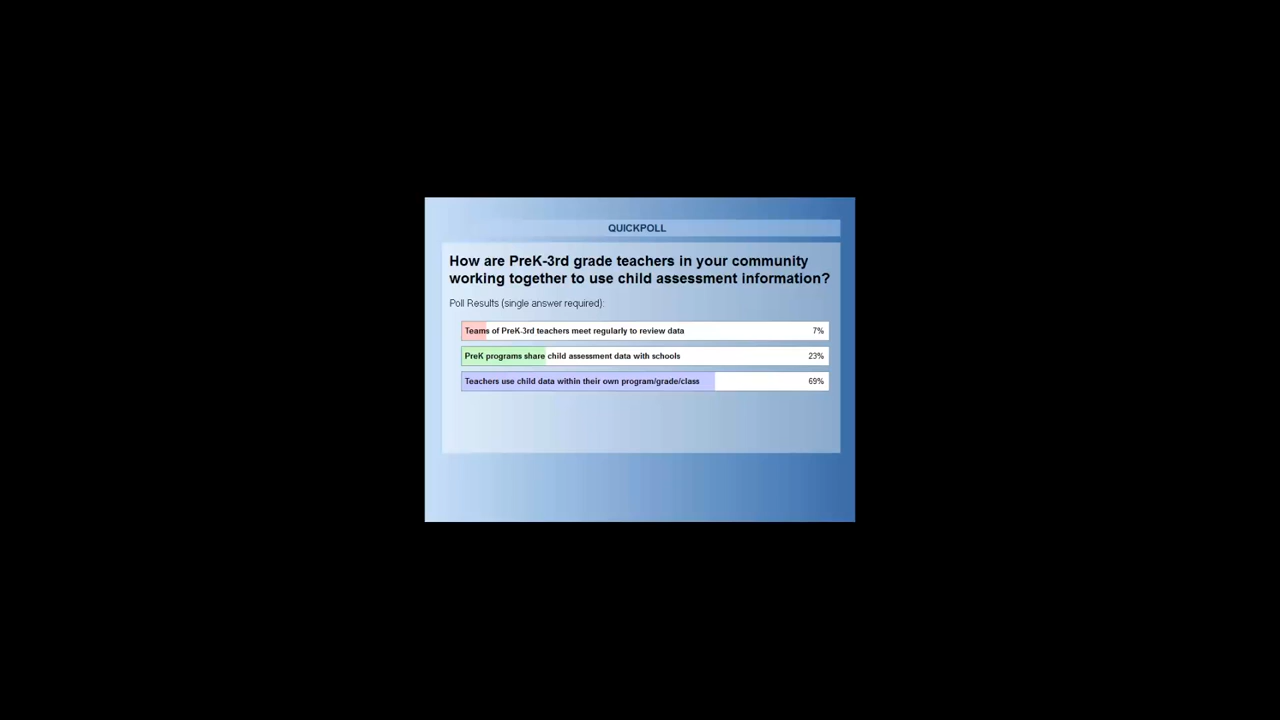 QUICKPOLL
How are PreK-3rd grade teachers in your community
working together to use child assessment information?
Poll Results (single answer required):
Teams of PreK-3rd teachers meet regularly to review data 7%
PreK programs share child assessment data with schools 23%
Teachers use child data within their own program/grade/class 69%